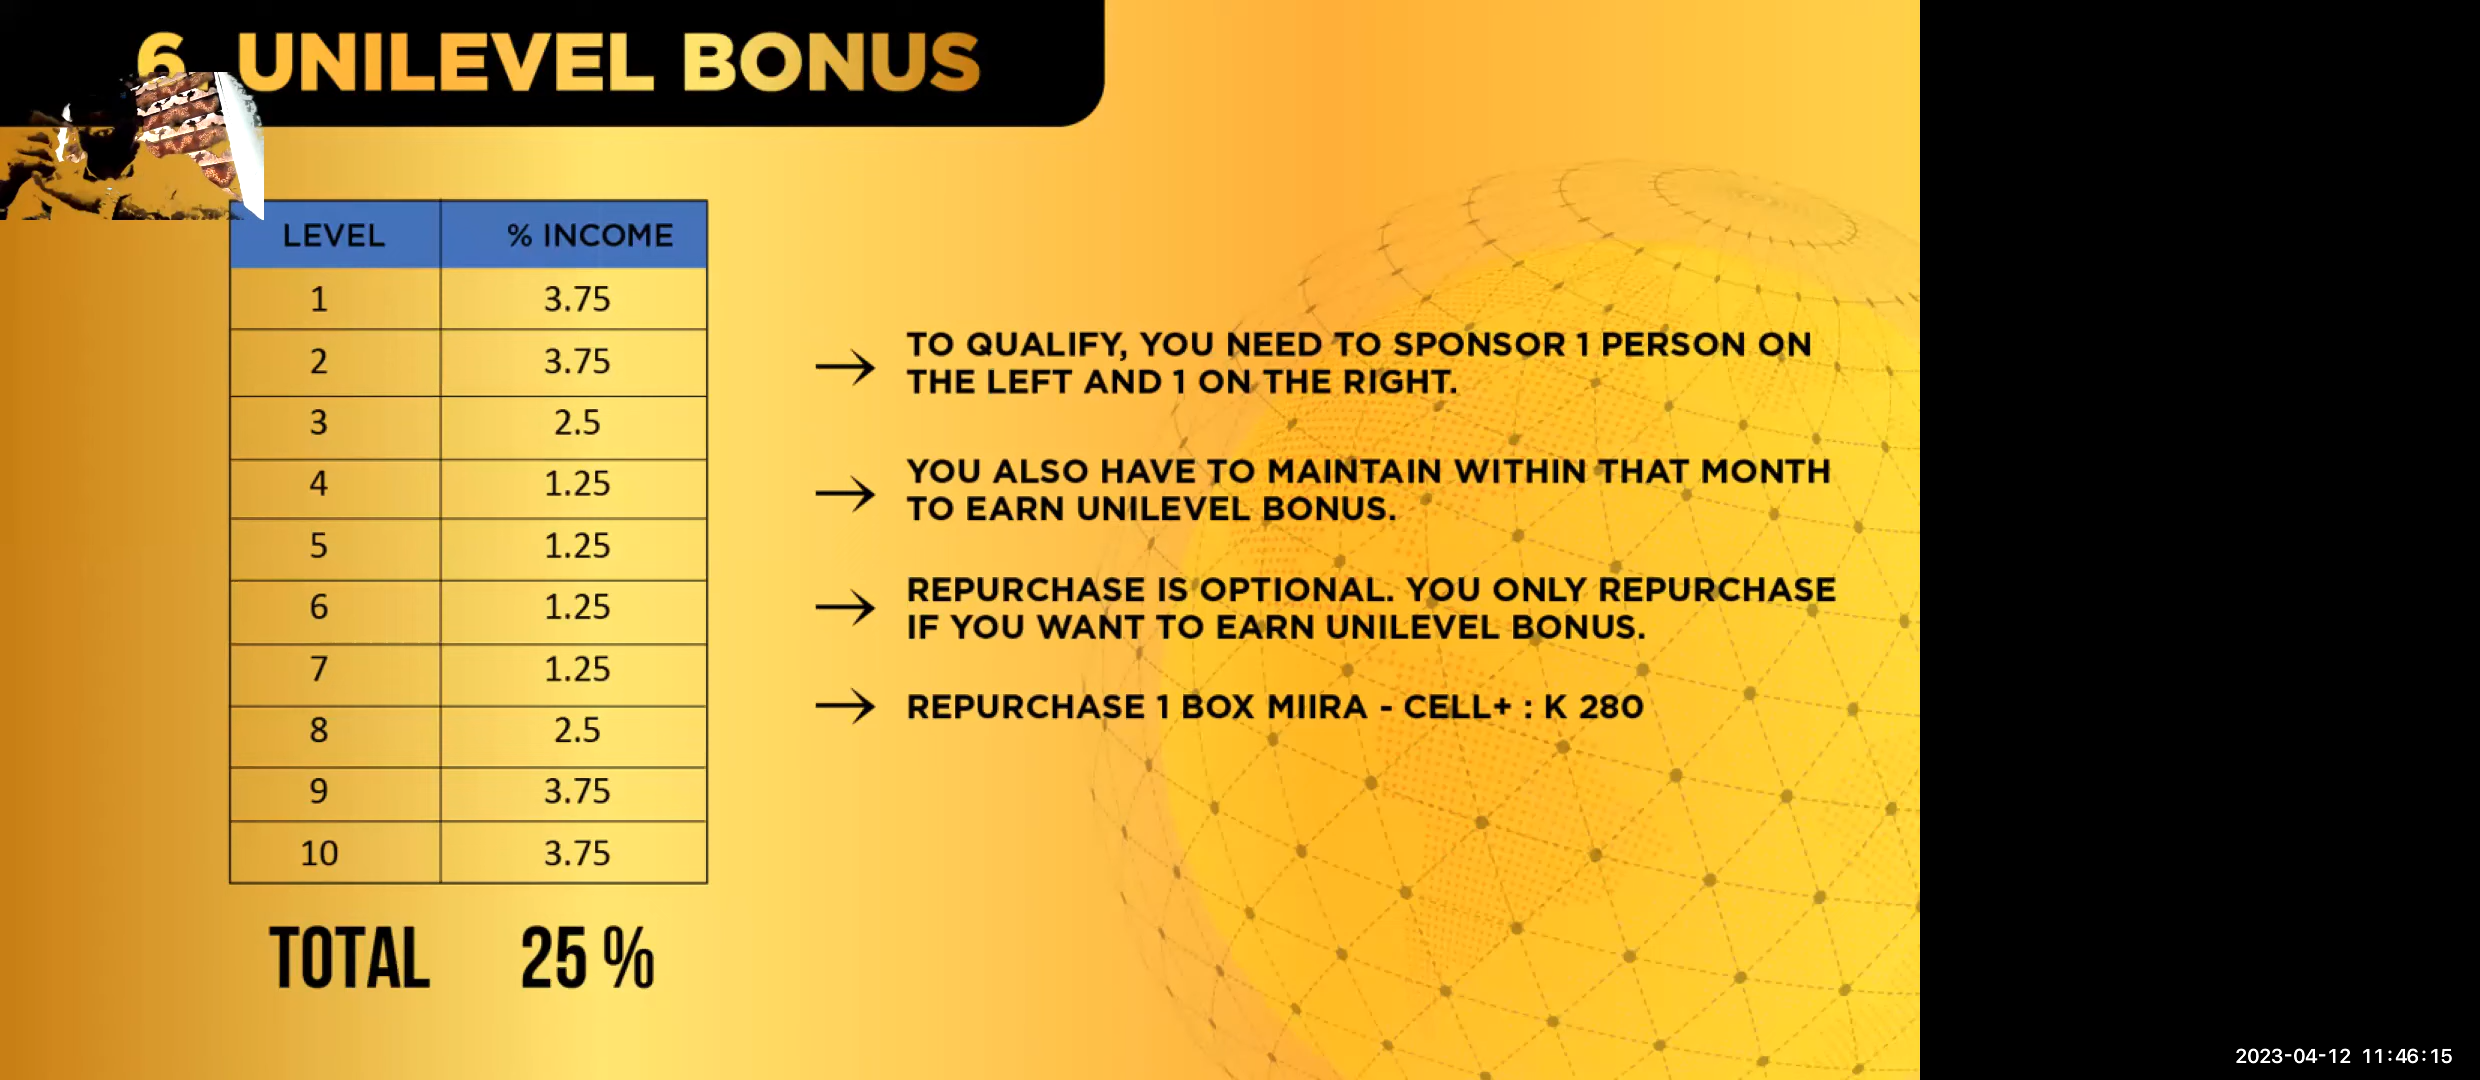 6 UNILEVEL BONUS
LEVEL % INCOME
1 3.75
2 3.75
3 2.5
4 1.25
5 1.25
6 1.25
7 1.25
8 2.5
9 3.75
10 3.75
TOTAL 25 %
TO QUALIFY, YOU NEED TO SPONSOR 1 PERSON ON
THE LEFT AND 1 ON THE RIGHT.
YOU ALSO HAVE TO MAINTAIN WITHIN THAT MONTH
TO EARN UNILEVEL BONUS.
REPURCHASE IS OPTIONAL. YOU ONLY REPURCHASE
IF YOU WANT TO EARN UNILEVEL BONUS.
REPURCHASE 1 BOX MIIRA - CELL+ : K 280
2023-04-12 11:46:15